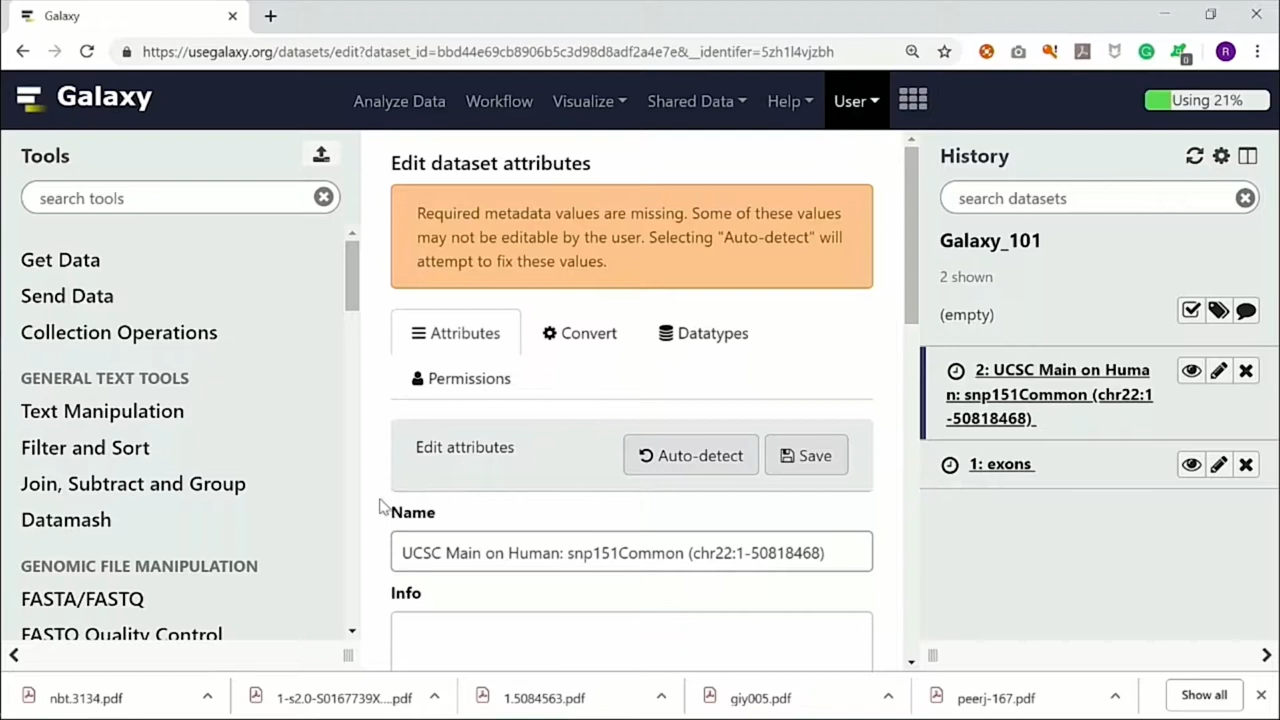 Galaxy
https://usegalaxy.org/datasets/edit?dataset_id=bbd44e69cb8906b5c3d98d8adf2a4e7e&__identifer=5zh1l4vjzbh
0
R
Galaxy
Analyze Data
Workflow
Visualize
Shared Data
Help
User
Using 21%
Tools
search tools
Get Data
Send Data
Collection Operations
GENERAL TEXT TOOLS
Text Manipulation
Filter and Sort
Join, Subtract and Group
Datamash
GENOMIC FILE MANIPULATION
FASTA/FASTQ
FASTQ Quality Control
Edit dataset attributes
Required metadata values are missing. Some of these values
may not be editable by the user. Selecting "Auto-detect" will
attempt to fix these values.
Attributes
Convert
Datatypes
Permissions
Edit attributes
Auto-detect
Save
Name
UCSC Main on Human: snp151Common (chr22:1-50818468)
Info
History
search datasets
Galaxy_101
2 shown
(empty)
2: UCSC Main on Huma
n: snp151Common (chr22:1
-50818468)
1: exons
nbt.3134.pdf
1-s2.0-S0167739X....pdf
1.5084563.pdf
giy005.pdf
peerj-167.pdf
Show all